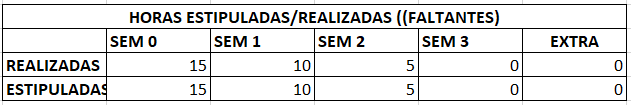 HORAS ESTIPULADAS/REALIZADAS ((FALTANTES)
SEM 0 SEM 1 SEM 2 SEM 3 EXTRA
REALIZADAS 15 10 5 0 0
ESTIPULADAS 15 10 5 0 0